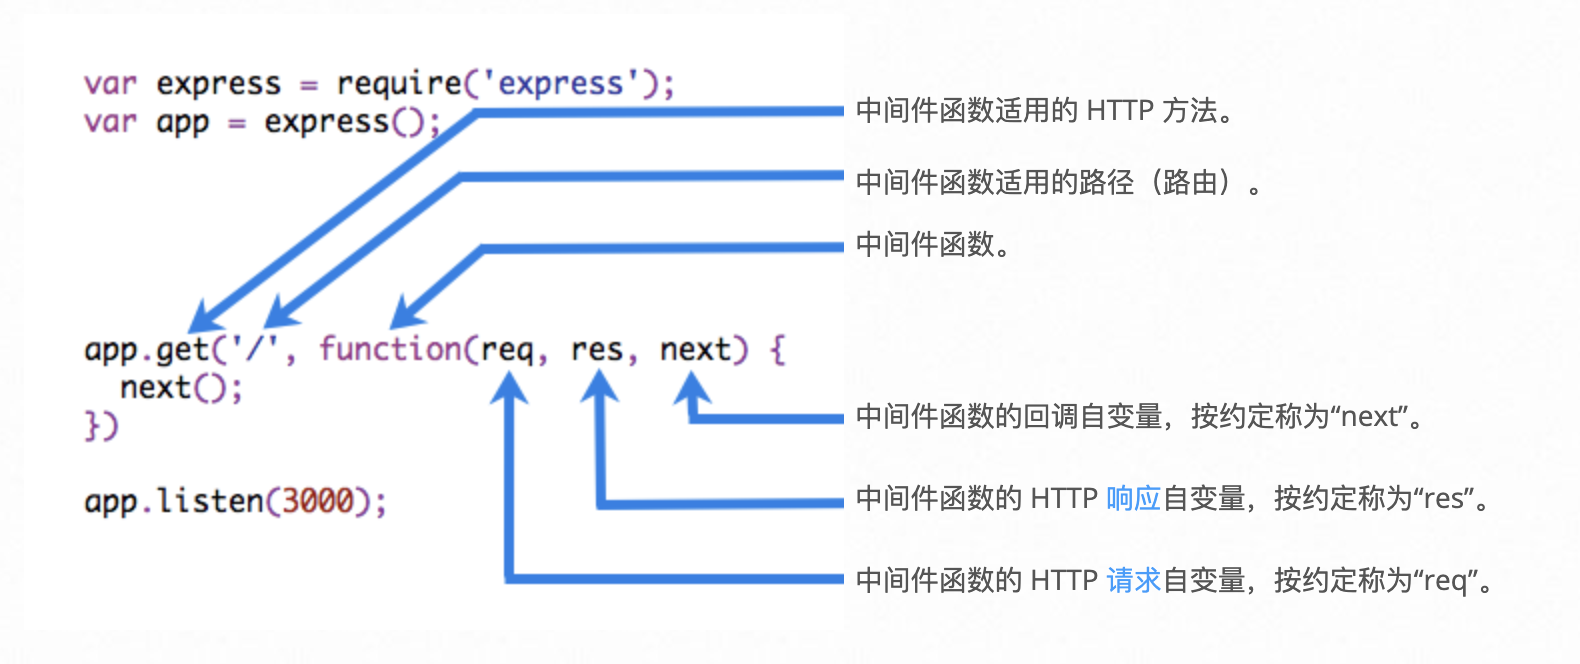 var express = require('express');
var app = express();
中间件函数适用的 HTTP 方法。
中间件函数适用的路径（路由）。
中间件函数。
app.get('/', function(req, res, next) {
  next();
})
app.listen(3000);
中间件函数的回调自变量，按约定称为“next”。
中间件函数的 HTTP 响应自变量，按约定称为“res”。
中间件函数的 HTTP 请求自变量，按约定称为“req”。